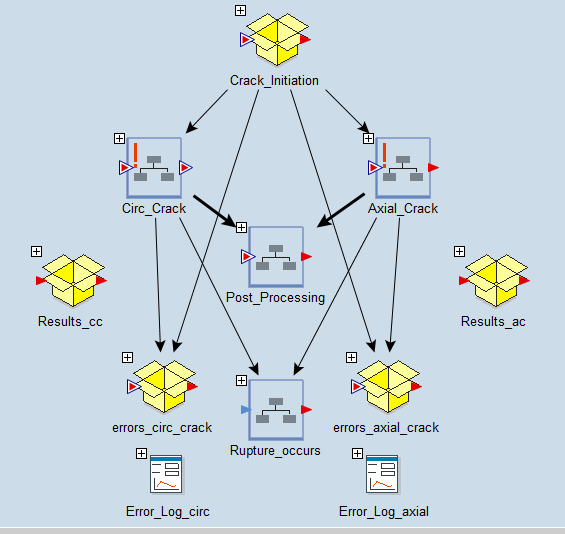 Crack_Initiation
Circ_Crack
Axial_Crack
Post_Processing
Results_cc
Results_ac
errors_circ_crack
errors_axial_crack
Rupture_occurs
Error_Log_circ
Error_Log_axial